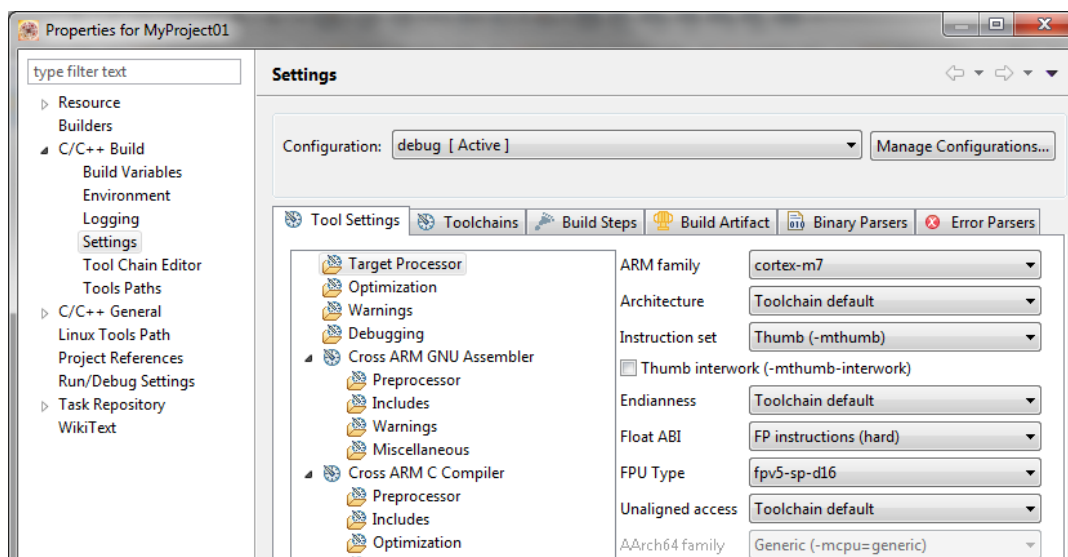 Properties for MyProject01
type filter text
Resource
Builders
C/C++ Build
Build Variables
Environment
Logging
Settings
Tool Chain Editor
Tools Paths
C/C++ General
Linux Tools Path
Project References
Run/Debug Settings
Task Repository
WikiText
Settings
Configuration: debug [ Active ] Manage Configurations...
Tool Settings Toolchains Build Steps Build Artifact Binary Parsers Error Parsers
Target Processor
Optimization
Warnings
Debugging
Cross ARM GNU Assembler
Preprocessor
Includes
Warnings
Miscellaneous
Cross ARM C Compiler
Preprocessor
Includes
Optimization
ARM family cortex-m7
Architecture Toolchain default
Instruction set Thumb (-mthumb)
Thumb interwork (-mthumb-interwork)
Endianness Toolchain default
Float ABI FP instructions (hard)
FPU Type fpv5-sp-d16
Unaligned access Toolchain default
AArch64 family Generic (-mcpu=generic)